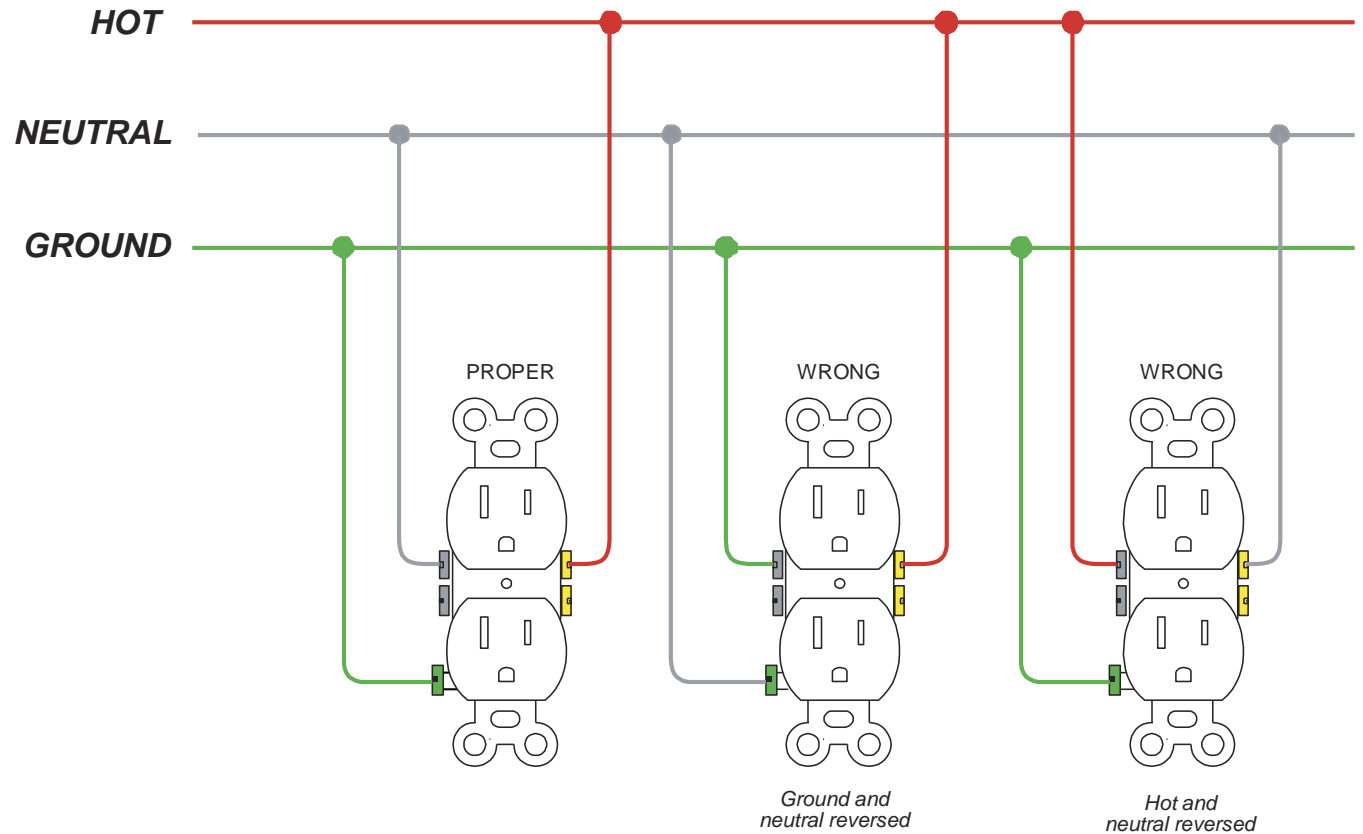 HOT
NEUTRAL
GROUND
PROPER
WRONG
WRONG
Ground and
neutral reversed
Hot and
neutral reversed